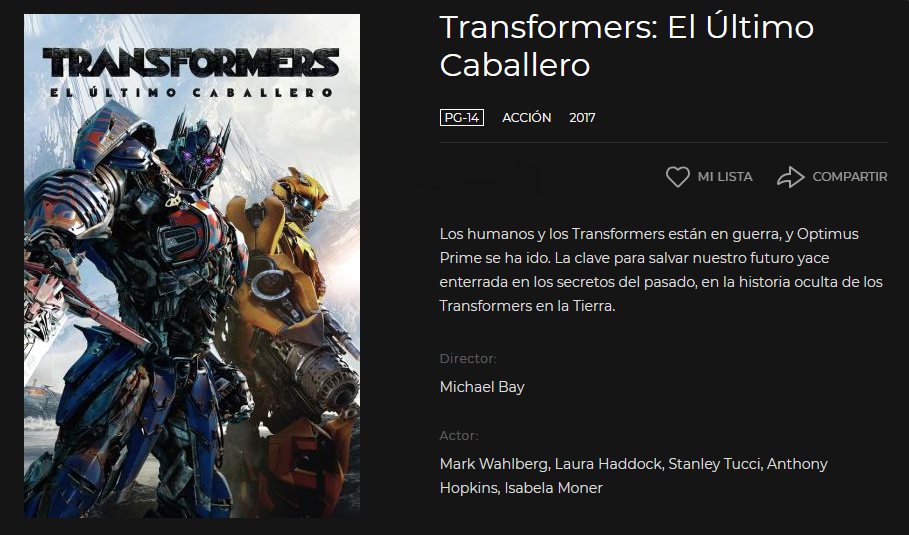 TRANSFORMERS
EL ÚLTIMO CABALLERO
Transformers: El Último
Caballero
PG-14 ACCIÓN 2017
MI LISTA COMPARTIR
Los humanos y los Transformers están en guerra, y Optimus
Prime se ha ido. La clave para salvar nuestro futuro yace
enterrada en los secretos del pasado, en la historia oculta de los
Transformers en la Tierra.
Director:
Michael Bay
Actor:
Mark Wahlberg, Laura Haddock, Stanley Tucci, Anthony
Hopkins, Isabela Moner